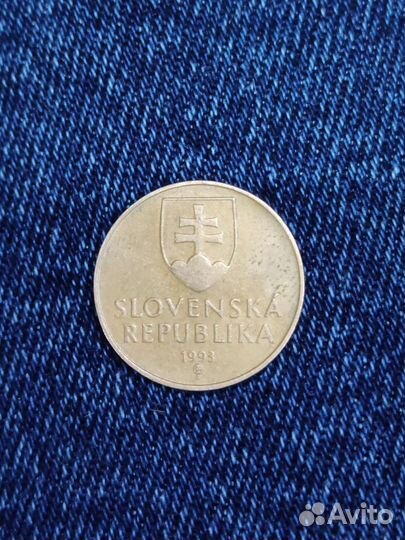 SLOVENSKÁ
REPUBLIKA
1993
Avito